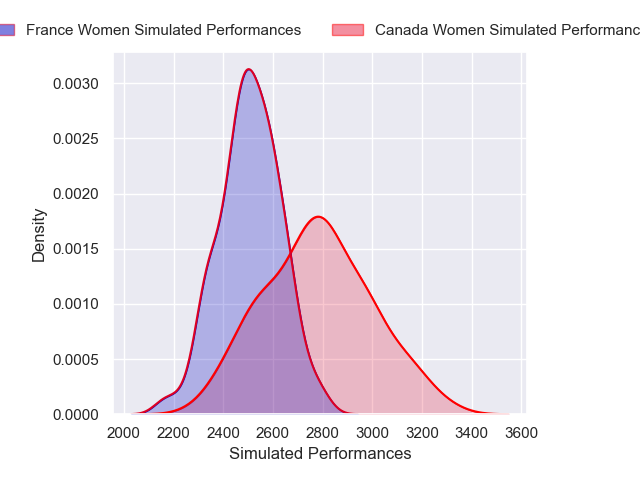 France Women Simulated Performances Canada Women Simulated Performanc
0.0030
0.0025
0.0020
0.0015
0.0010
0.0005
0.0000
Density
2000 2200 2400 2600 2800 3000 3200 3400 3600
Simulated Performances